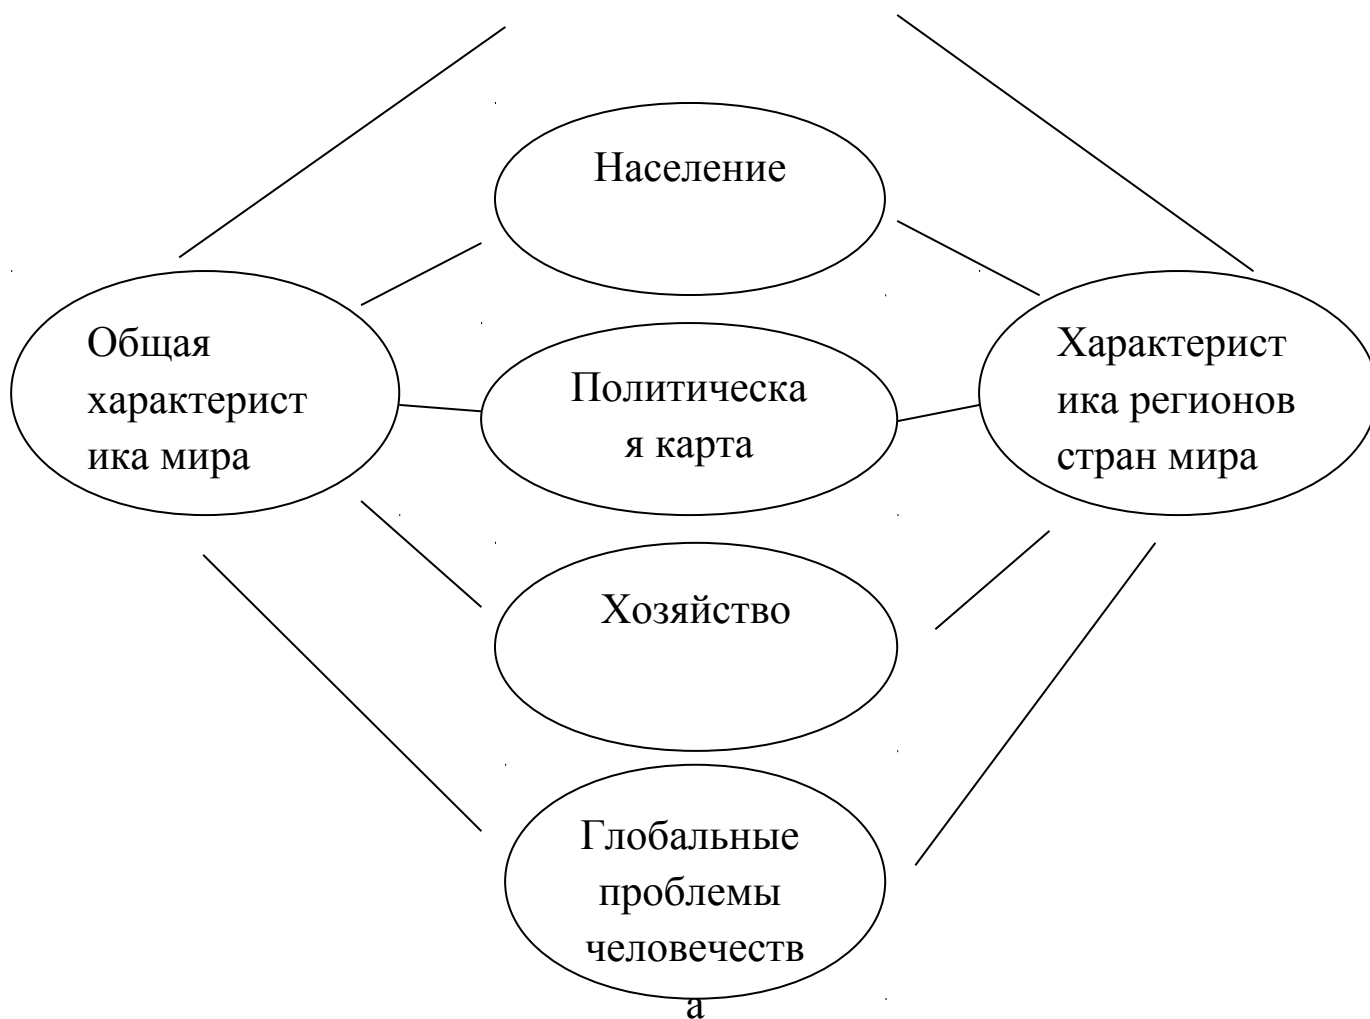 Население
Общая
характерист
ика мира
Политическа
я карта
Характерист
ика регионов
стран мира
Хозяйство
Глобальные
проблемы
человечеств
а